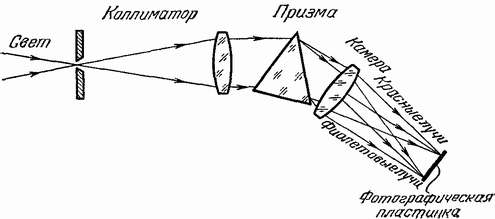 Свет
Коллиматор
Призма
Камера
Красные лучи
Фиолетовые лучи
Фотографическая
пластинка